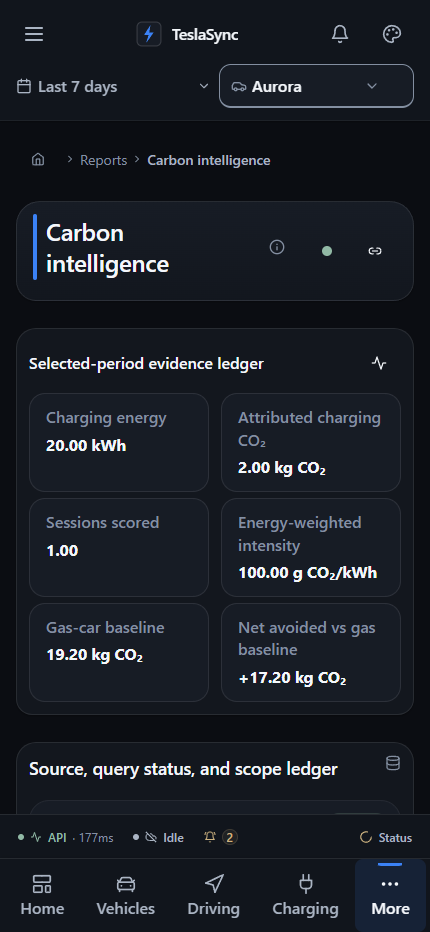 TeslaSync
Last 7 days
Aurora
Reports
Carbon intelligence
Carbon
intelligence
Selected-period evidence ledger
Charging energy
20.00 kWh
Attributed charging
CO₂
2.00 kg CO₂
Sessions scored
1.00
Energy-weighted
intensity
100.00 g CO₂/kWh
Gas-car baseline
19.20 kg CO₂
Net avoided vs gas
baseline
+17.20 kg CO₂
Source, query status, and scope ledger
API · 177ms
Idle
2
Status
Home
Vehicles
Driving
Charging
More